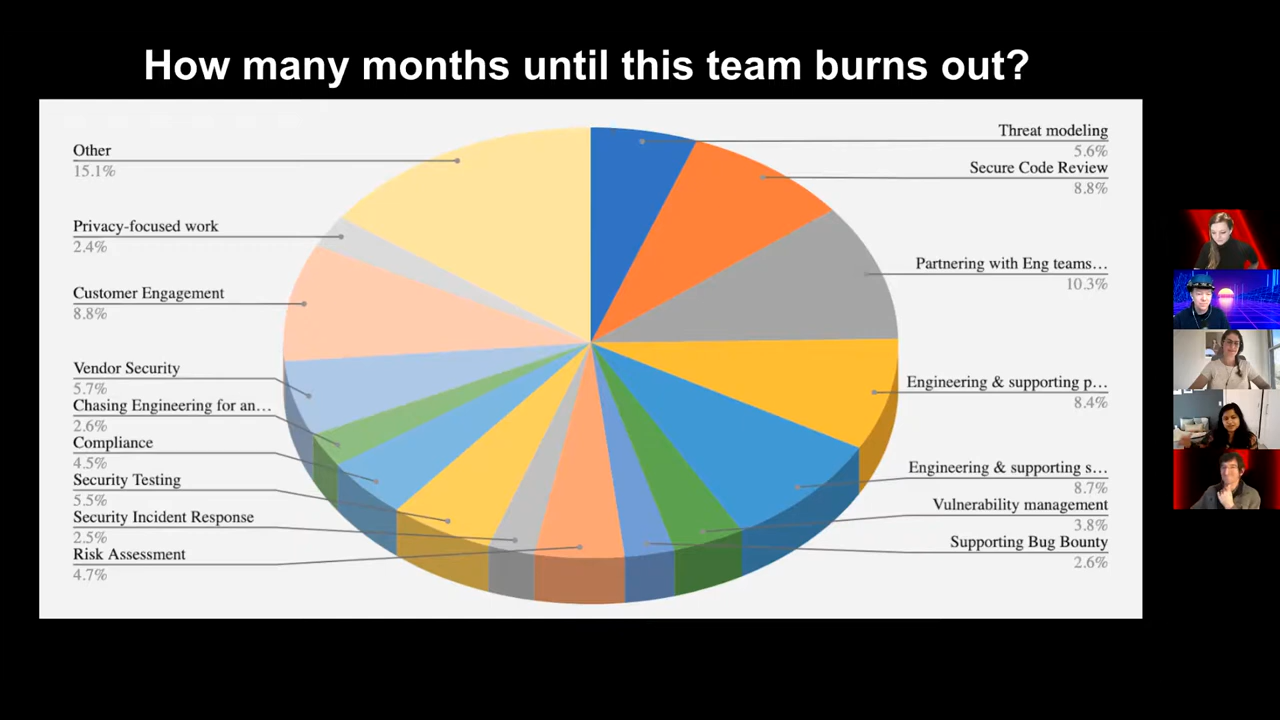 How many months until this team burns out?
Other
15.1%
Privacy-focused work
2.4%
Customer Engagement
8.8%
Vendor Security
5.7%
Chasing Engineering for an…
2.6%
Compliance
4.5%
Security Testing
5.5%
Security Incident Response
2.5%
Risk Assessment
4.7%
Threat modeling
5.6%
Secure Code Review
8.8%
Partnering with Eng teams…
10.3%
Engineering & supporting p…
8.4%
Engineering & supporting s…
8.7%
Vulnerability management
3.8%
Supporting Bug Bounty
2.6%